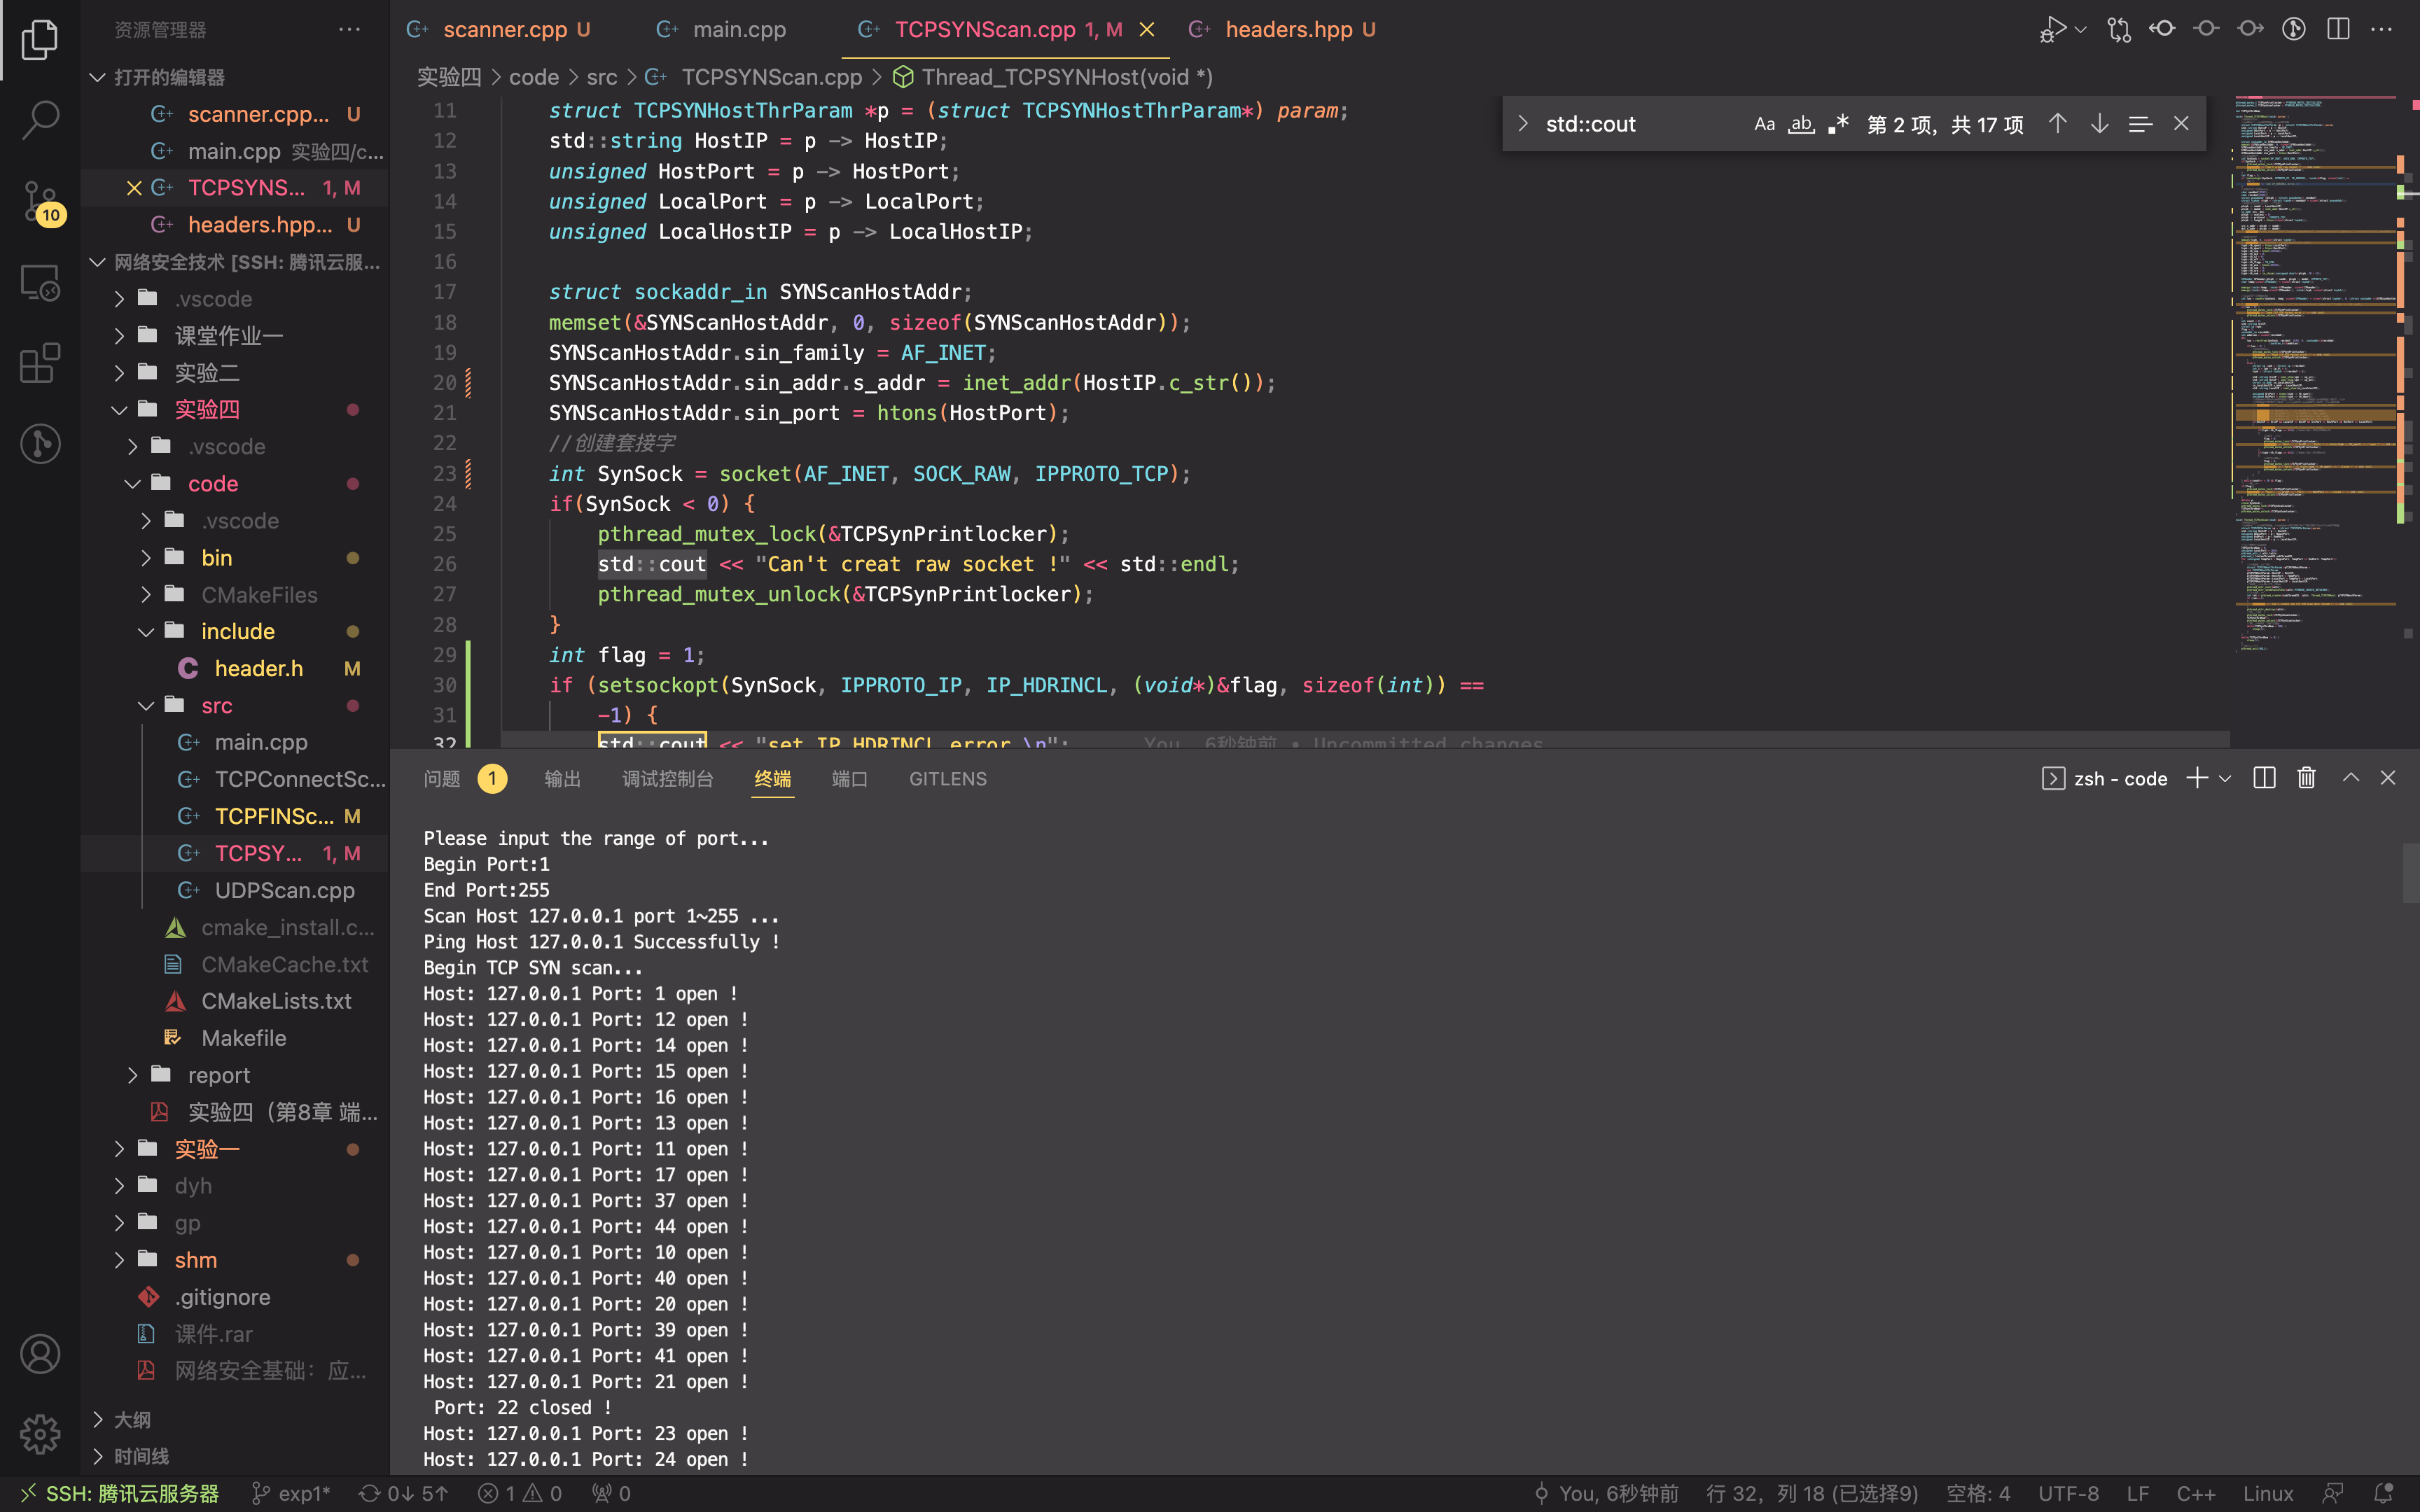 资源管理器
scanner.cpp U
main.cpp
TCPSYNScan.cpp 1, M
headers.hpp U
打开的编辑器
scanner.cpp... U
main.cpp 实验四/c...
TCPSYNS... 1, M
headers.hpp... U
网络安全技术 [SSH: 腾讯云服...
.vscode
课堂作业一
实验二
实验四
.vscode
code
.vscode
bin
CMakeFiles
include
header.h M
src
main.cpp
TCPConnectSc...
TCPFINSc... M
TCPSY... 1, M
UDPScan.cpp
cmake_install.c...
CMakeCache.txt
CMakeLists.txt
Makefile
report
实验四（第8章 端...
实验一
dyh
gp
shm
.gitignore
课件.rar
网络安全基础：应...
大纲
时间线
10
实验四 > code > src > TCPSYNScan.cpp > Thread_TCPSYNHost(void *)
std::cout
Aa ab .* 第 2 项，共 17 项
11 struct TCPSYNHostThrParam *p = (struct TCPSYNHostThrParam*) param;
12 std::string HostIP = p -> HostIP;
13 unsigned HostPort = p -> HostPort;
14 unsigned LocalPort = p -> LocalPort;
15 unsigned LocalHostIP = p -> LocalHostIP;
16
17 struct sockaddr_in SYNScanHostAddr;
18 memset(&SYNScanHostAddr, 0, sizeof(SYNScanHostAddr));
19 SYNScanHostAddr.sin_family = AF_INET;
20 SYNScanHostAddr.sin_addr.s_addr = inet_addr(HostIP.c_str());
21 SYNScanHostAddr.sin_port = htons(HostPort);
22 //创建套接字
23 int SynSock = socket(AF_INET, SOCK_RAW, IPPROTO_TCP);
24 if(SynSock < 0) {
25 pthread_mutex_lock(&TCPSynPrintlocker);
26 std::cout << "Can't creat raw socket !" << std::endl;
27 pthread_mutex_unlock(&TCPSynPrintlocker);
28 }
29 int flag = 1;
30 if (setsockopt(SynSock, IPPROTO_IP, IP_HDRINCL, (void*)&flag, sizeof(int)) ==
31 -1) {
32 std::cout << "set IP_HDRINCL error.\n"; You, 6秒钟前 • Uncommitted changes
问题 1 输出 调试控制台 终端 端口 GITLENS
zsh - code
Please input the range of port...
Begin Port:1
End Port:255
Scan Host 127.0.0.1 port 1~255 ...
Ping Host 127.0.0.1 Successfully !
Begin TCP SYN scan...
Host: 127.0.0.1 Port: 1 open !
Host: 127.0.0.1 Port: 12 open !
Host: 127.0.0.1 Port: 14 open !
Host: 127.0.0.1 Port: 15 open !
Host: 127.0.0.1 Port: 16 open !
Host: 127.0.0.1 Port: 13 open !
Host: 127.0.0.1 Port: 11 open !
Host: 127.0.0.1 Port: 17 open !
Host: 127.0.0.1 Port: 37 open !
Host: 127.0.0.1 Port: 44 open !
Host: 127.0.0.1 Port: 10 open !
Host: 127.0.0.1 Port: 40 open !
Host: 127.0.0.1 Port: 20 open !
Host: 127.0.0.1 Port: 39 open !
Host: 127.0.0.1 Port: 41 open !
Host: 127.0.0.1 Port: 21 open !
Port: 22 closed !
Host: 127.0.0.1 Port: 23 open !
Host: 127.0.0.1 Port: 24 open !
SSH: 腾讯云服务器 exp1* 0↓ 5↑ 1 0 0
You, 6秒钟前 行 32，列 18 (已选择9) 空格: 4 UTF-8 LF C++ Linux